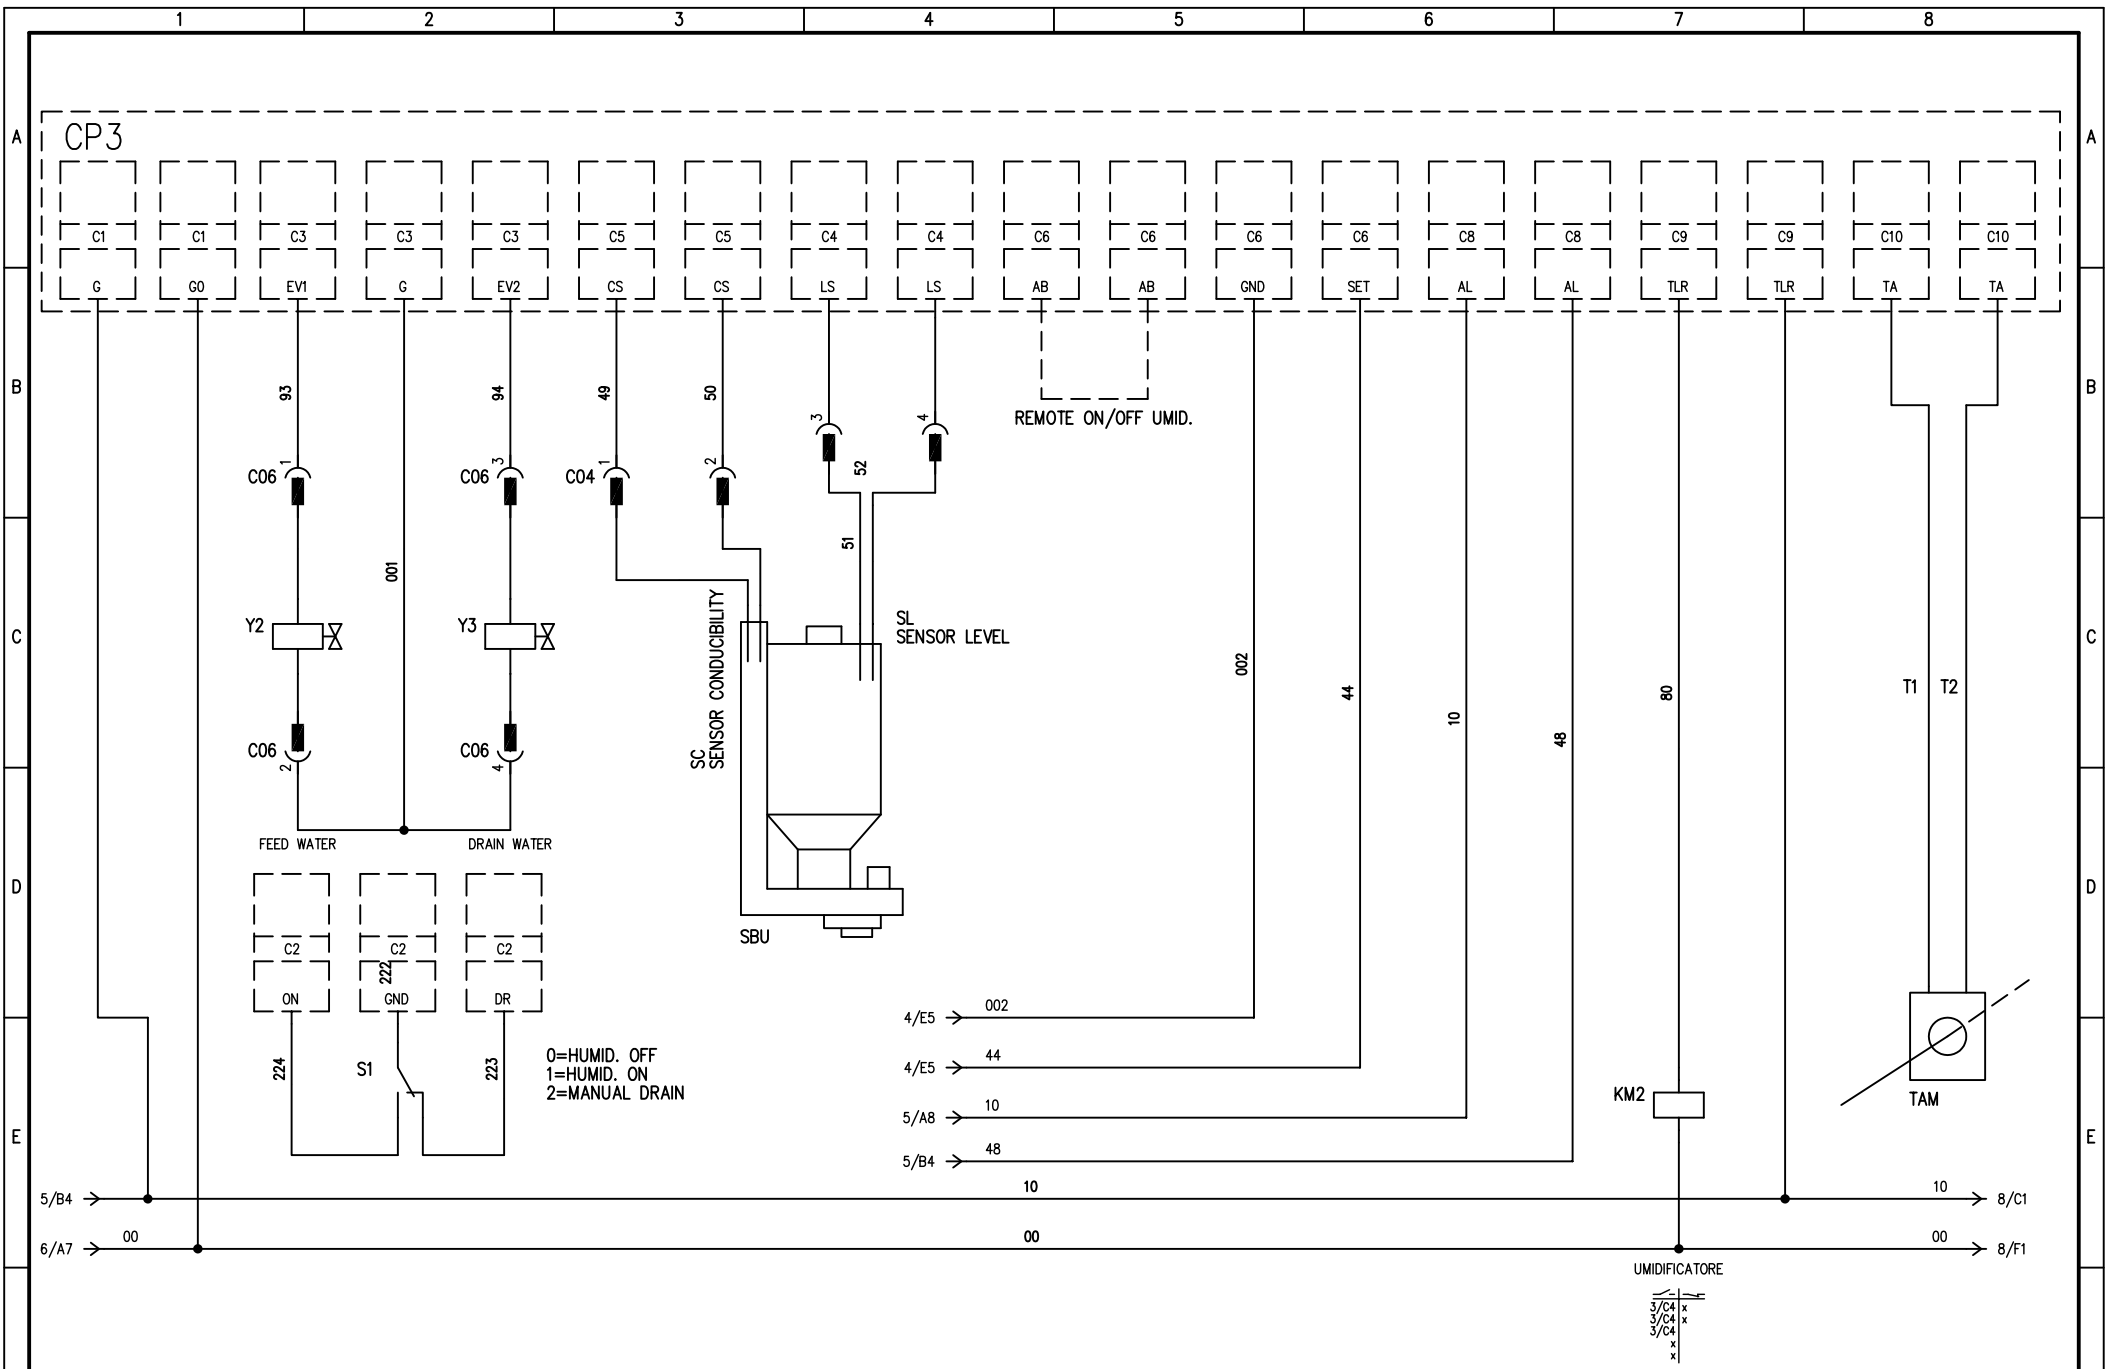 1 2 3 4 5 6 7 8
A A
CP3
C1 C1 C3 C3 C3 C5 C5 C4 C4 C6 C6 C6 C6 C8 C8 C9 C9 C10 C10
G G0 EV1 G EV2 CS CS LS LS AB AB GND SET AL AL TLR TLR TA TA
B B
93 94 49 50
3 4
REMOTE ON/OFF UMID.
52
1 3 1 2
C06 C06 C04
51
001
C C
Y2 Y3
SC
SENSOR CONDUCIBILITY
SL
SENSOR LEVEL
002 44 80 10 48
T1 T2
C06 C06
2 4
FEED WATER DRAIN WATER
D D
SBU
C2 C2 C2
222
ON GND DR
4/E5 002
224 S1 223
0=HUMID. OFF
1=HUMID. ON
2=MANUAL DRAIN
4/E5 44
KM2 TAM
5/A8 10
E E
5/B4 48
5/B4 10 10 8/C1
6/A7 00 00 00 8/F1
UMIDIFICATORE
3/C4 x
3/C4 x
3/C4
x
x